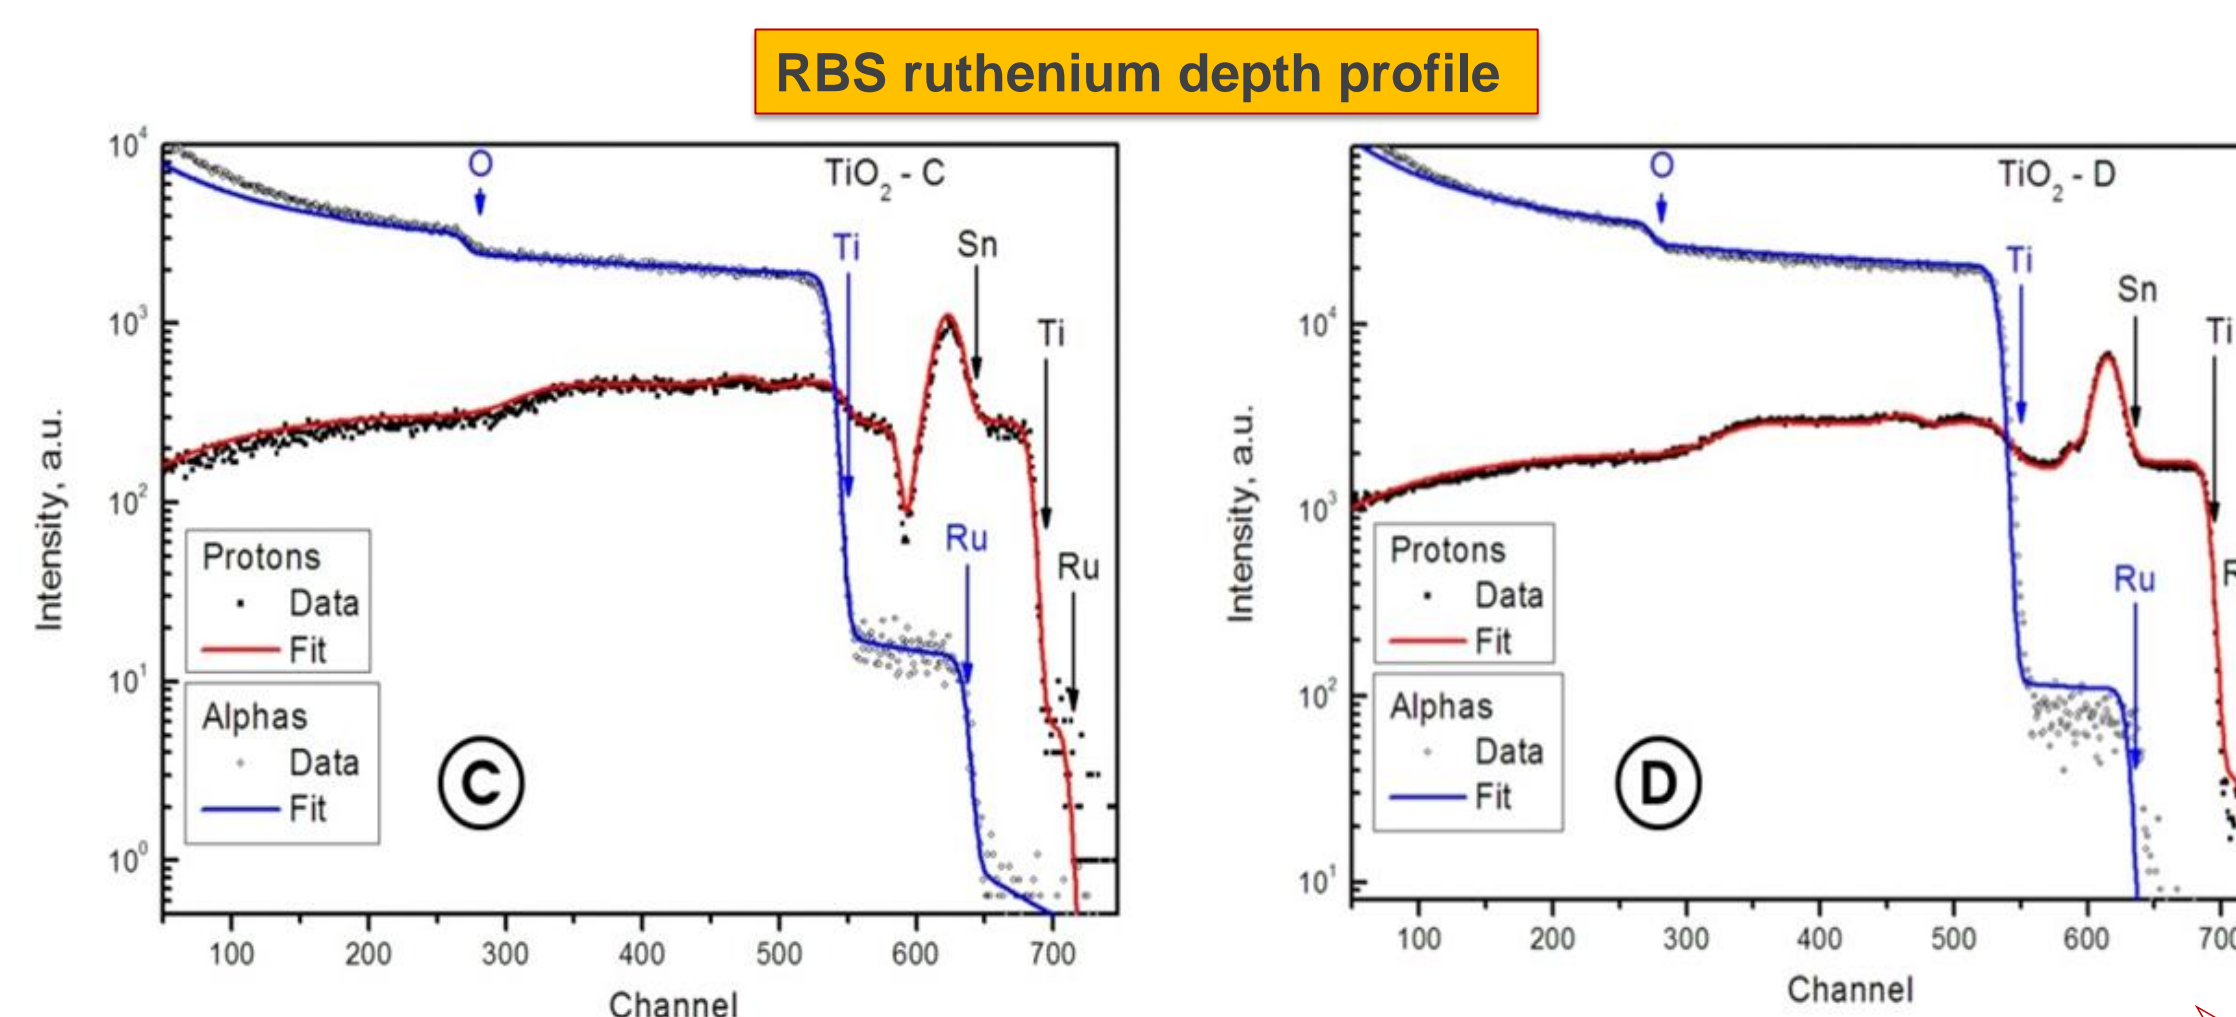 RBS ruthenium depth profile
10⁴
10³
10²
10¹
10⁰
Intensity, a.u.
O
TiO₂ - C
Ti
Sn
Ti
Ru
Ru
Protons
Data
Fit
Alphas
Data
Fit
C
100 200 300 400 500 600 700
Channel
10⁴
10³
10²
10¹
Intensity, a.u.
O
TiO₂ - D
Ti
Sn
Ti
Ru
Protons
Data
Fit
Alphas
Data
Fit
D
100 200 300 400 500 600
Channel